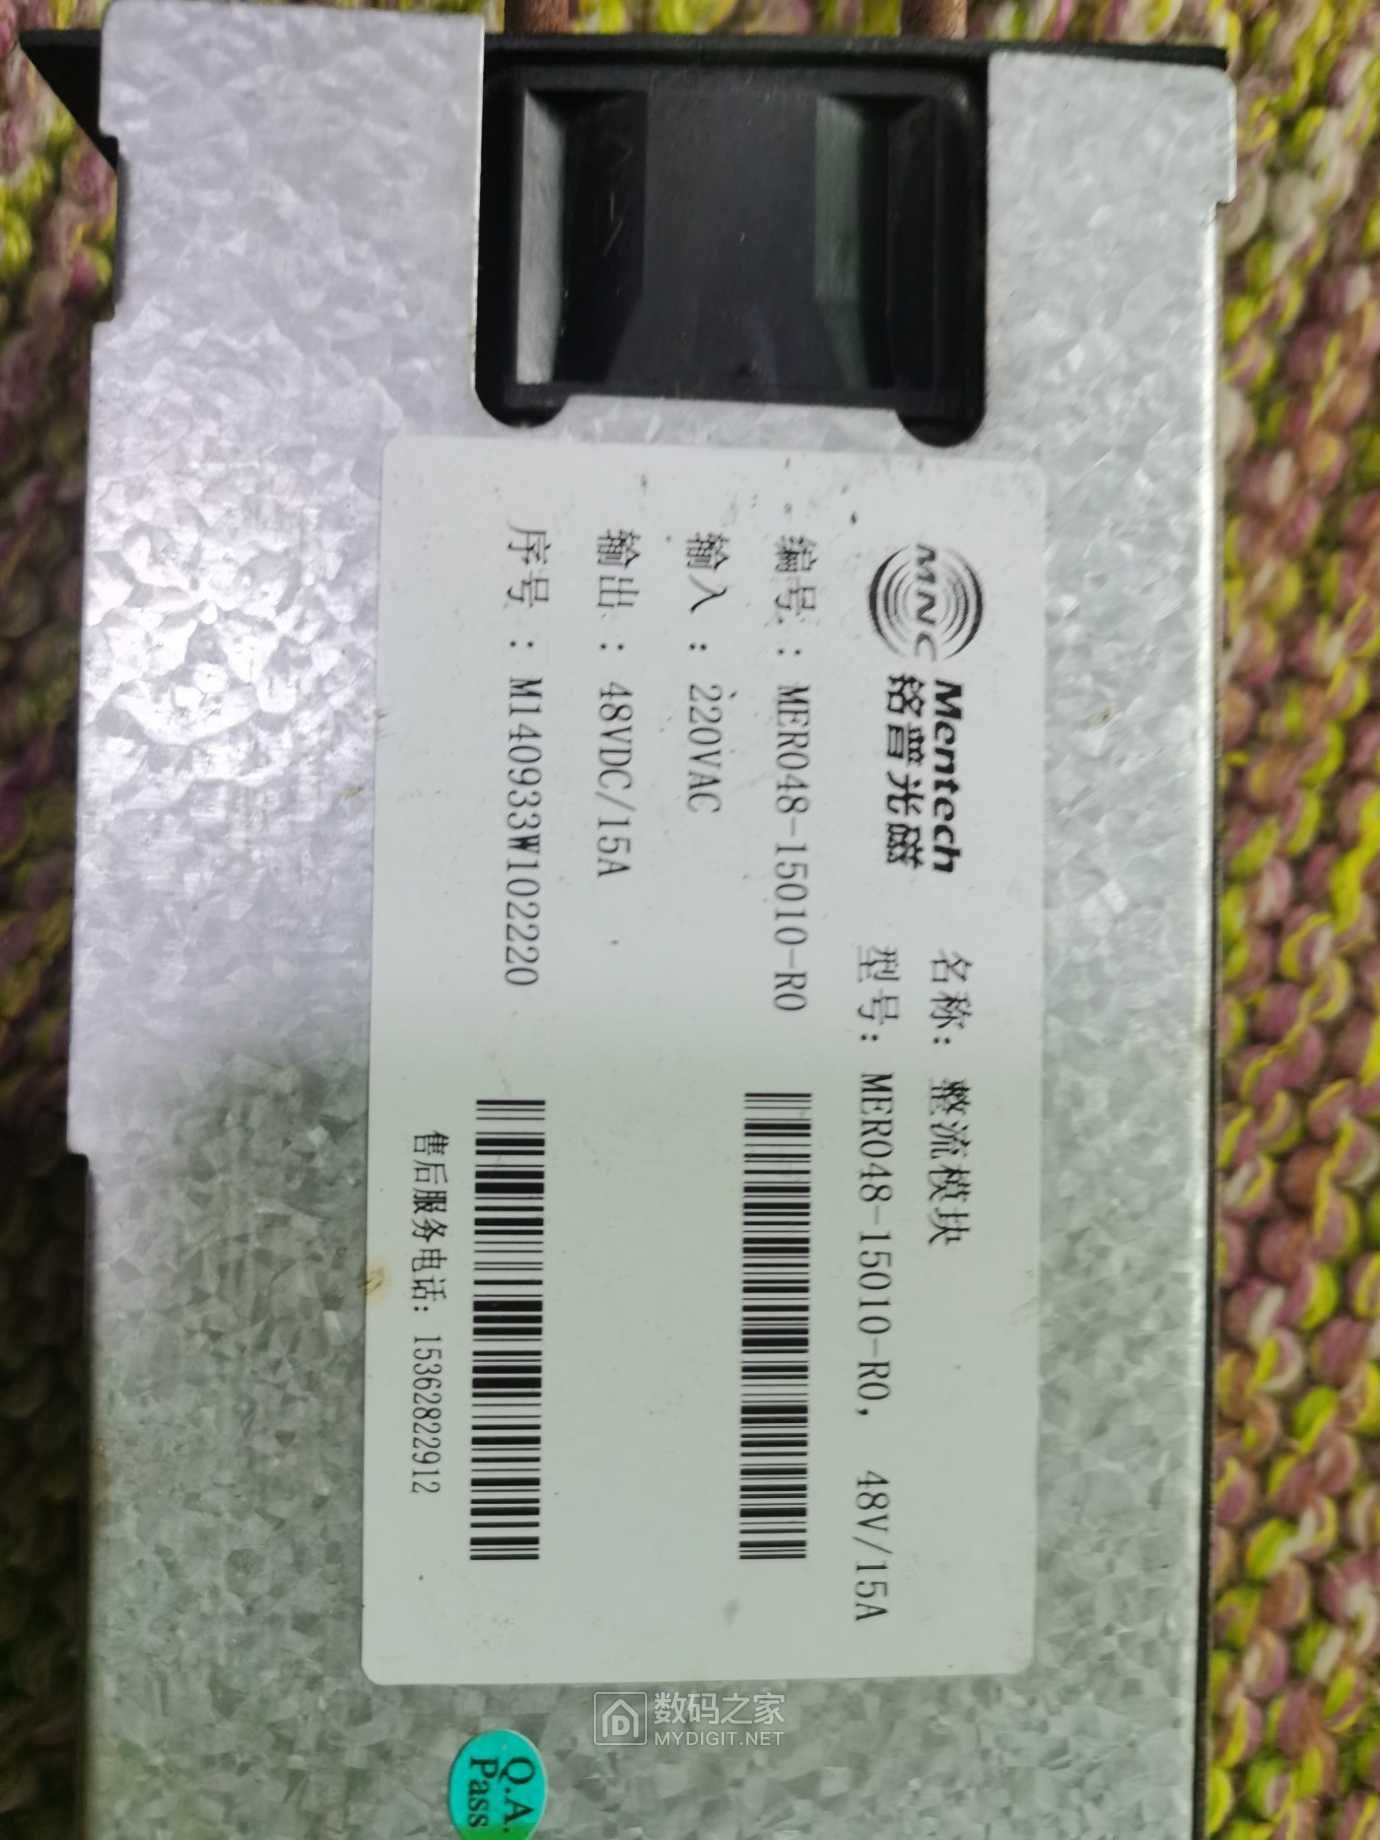 MNC
Mentech
铭普光磁
名称: 整流模块
型号: MER048-15010-R0, 48V/15A
编号: MER048-15010-R0
输入: 220VAC
输出: 48VDC/15A
序号: M140933W102220
售后服务电话: 15362822912
Q.A.
Pass
数码之家
MYDIGIT.NET